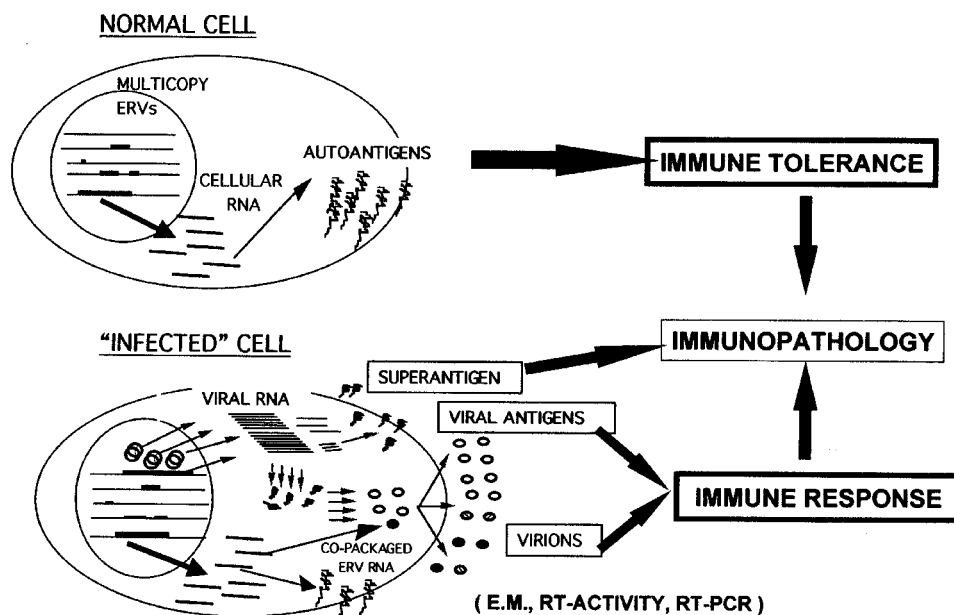 NORMAL CELL
MULTICOPY
ERVs
CELLULAR
RNA
AUTOANTIGENS
IMMUNE TOLERANCE
IMMUNOPATHOLOGY
"INFECTED" CELL
SUPERANTIGEN
VIRAL RNA
VIRAL ANTIGENS
IMMUNE RESPONSE
VIRIONS
CO-PACKAGED
ERV RNA
( E.M., RT-ACTIVITY, RT-PCR )